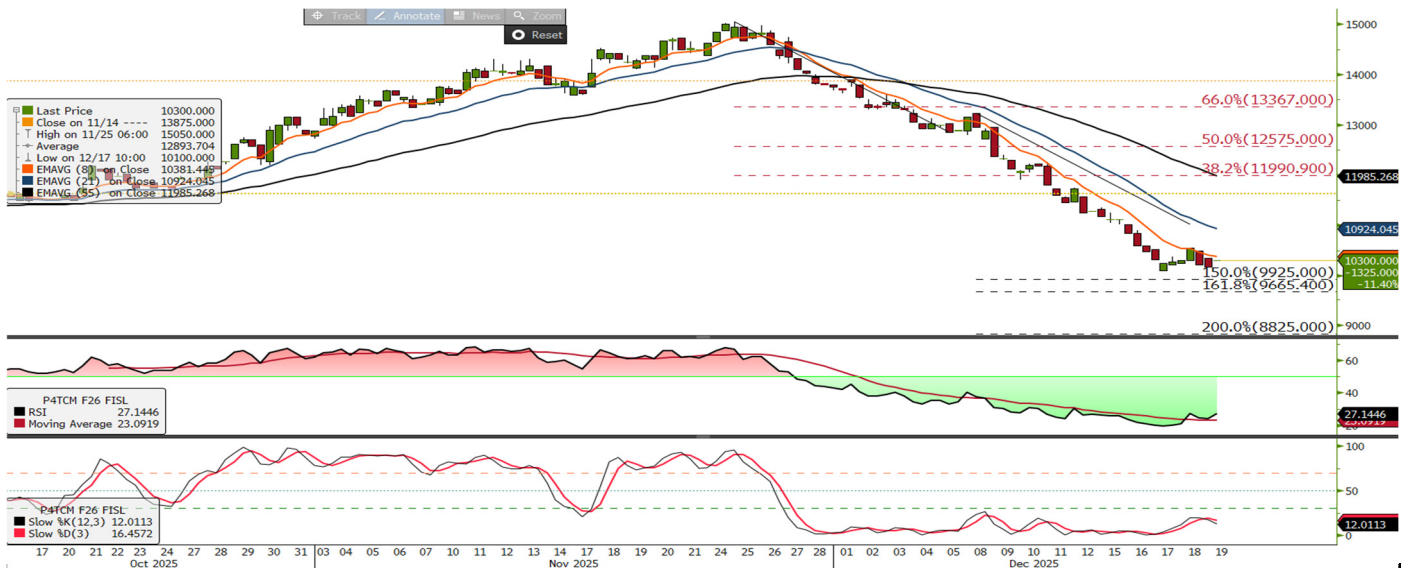 Track Annotate News Zoom
Reset
15000
14000
13000
11985.268
10924.045
10300.000
-1325.000
-11.40%
9000
Last Price 10300.000
Close on 11/14 ---- 13875.000
High on 11/25 06:00 15050.000
Average 12893.704
Low on 12/17 10:00 10100.000
EMAVG (8) on Close 10381.445
EMAVG (21) on Close 10924.045
EMAVG (55) on Close 11985.268
66.0%(13367.000)
50.0%(12575.000)
38.2%(11990.900)
150.0%(9925.000)
161.8%(9665.400)
200.0%(8825.000)
P4TCM F26 FISL
RSI 27.1446
Moving Average 23.0919
60
40
27.1446
23.0919
20
P4TCM F26 FISL
Slow %K(12,3) 12.0113
Slow %D(3) 16.4572
100
50
12.0113
0
17 20 21 22 23 24 27 28 29 30 31 03 04 05 06 07 10 11 12 13 14 17 18 19 20 21 24 25 26 27 28 01 02 03 04 05 08 09 10 11 12 15 16 17 18 19
Oct 2025 Nov 2025 Dec 2025